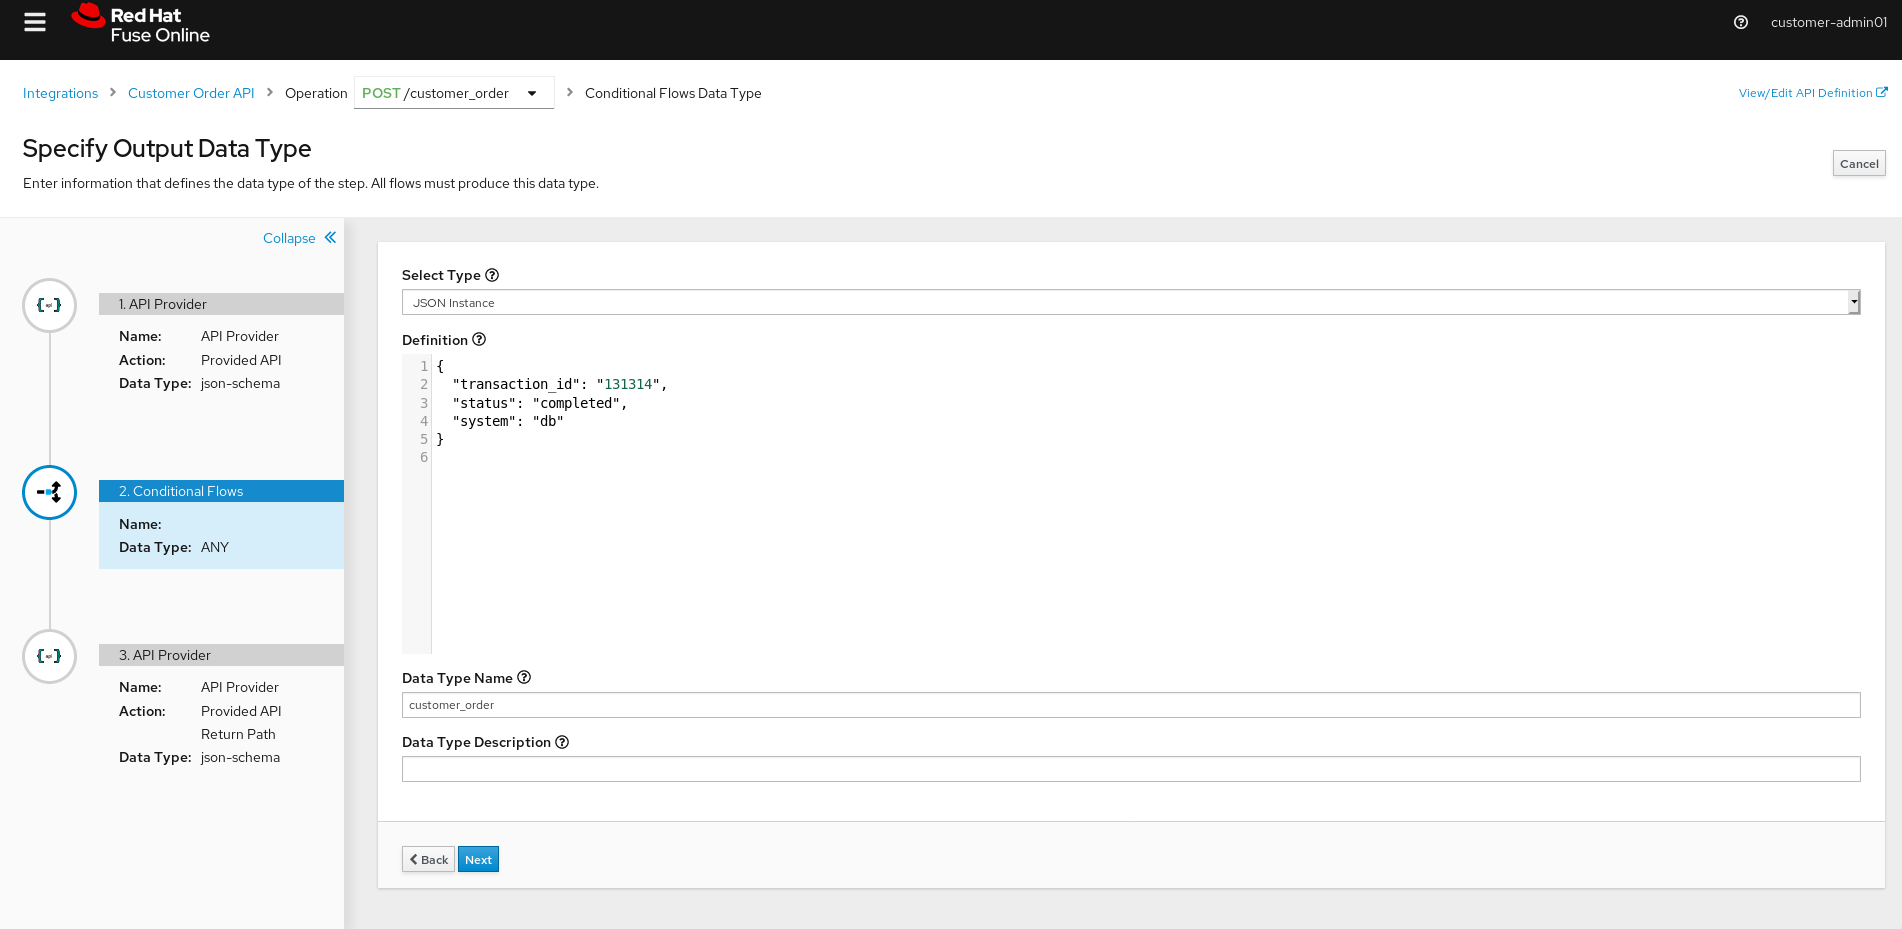 Red Hat
Fuse Online
customer-admin01
Integrations > Customer Order API > Operation POST /customer_order > Conditional Flows Data Type
View/Edit API Definition
Specify Output Data Type
Cancel
Enter information that defines the data type of the step. All flows must produce this data type.
Collapse
1. API Provider
Name: API Provider
Action: Provided API
Data Type: json-schema
2. Conditional Flows
Name:
Data Type: ANY
3. API Provider
Name: API Provider
Action: Provided API
Return Path
Data Type: json-schema
Select Type
JSON Instance
Definition
1 {
2   "transaction_id": "131314",
3   "status": "completed",
4   "system": "db"
5 }
6
Data Type Name
customer_order
Data Type Description
Back
Next